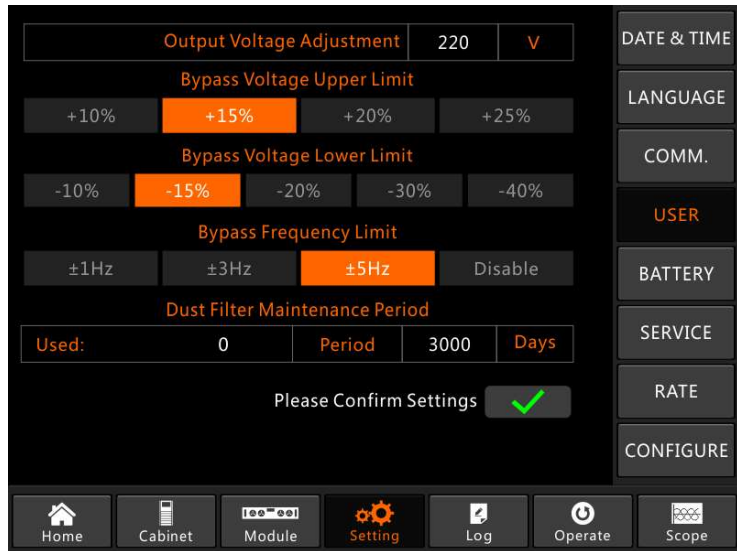 Output Voltage Adjustment 220 V
Bypass Voltage Upper Limit
+10% +15% +20% +25%
Bypass Voltage Lower Limit
-10% -15% -20% -30% -40%
Bypass Frequency Limit
±1Hz ±3Hz ±5Hz Disable
Dust Filter Maintenance Period
Used: 0 Period 3000 Days
Please Confirm Settings
DATE & TIME
LANGUAGE
COMM.
USER
BATTERY
SERVICE
RATE
CONFIGURE
Home Cabinet Module Setting Log Operate Scope